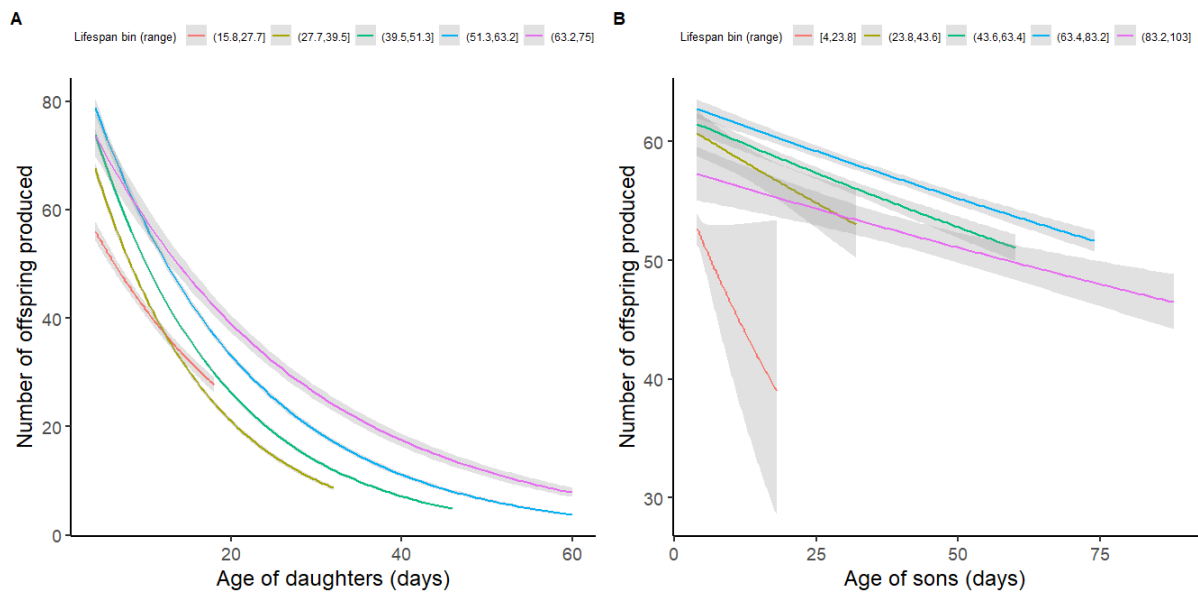 A
Lifespan bin (range) (15.8,27.7] (27.7,39.5] (39.5,51.3] (51.3,63.2] (63.2,75]
Number of offspring produced
80
60
40
20
0
20 40 60
Age of daughters (days)
B
Lifespan bin (range) [4,23.8] (23.8,43.6] (43.6,63.4] (63.4,83.2] (83.2,103]
Number of offspring produced
60
50
40
30
0 25 50 75
Age of sons (days)